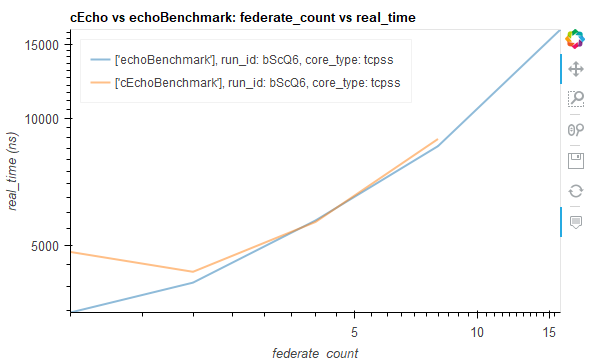 cEcho vs echoBenchmark: federate_count vs real_time
['echoBenchmark'], run_id: bScQ6, core_type: tcpss
['cEchoBenchmark'], run_id: bScQ6, core_type: tcpss
15000
10000
5000
real_time (ns)
5
10
15
federate_count